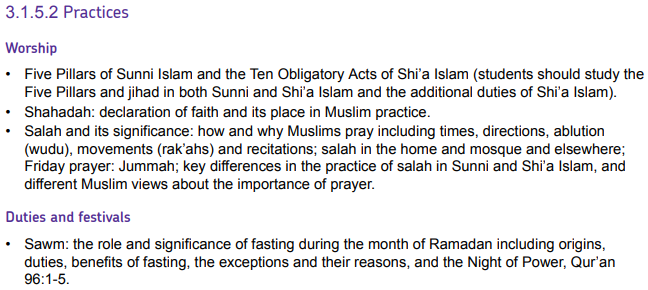 3.1.5.2 Practices
Worship
• Five Pillars of Sunni Islam and the Ten Obligatory Acts of Shi’a Islam (students should study the
Five Pillars and jihad in both Sunni and Shi’a Islam and the additional duties of Shi’a Islam).
• Shahadah: declaration of faith and its place in Muslim practice.
• Salah and its significance: how and why Muslims pray including times, directions, ablution
(wudu), movements (rak’ahs) and recitations; salah in the home and mosque and elsewhere;
Friday prayer: Jummah; key differences in the practice of salah in Sunni and Shi’a Islam, and
different Muslim views about the importance of prayer.
Duties and festivals
• Sawm: the role and significance of fasting during the month of Ramadan including origins,
duties, benefits of fasting, the exceptions and their reasons, and the Night of Power, Qur’an
96:1-5.